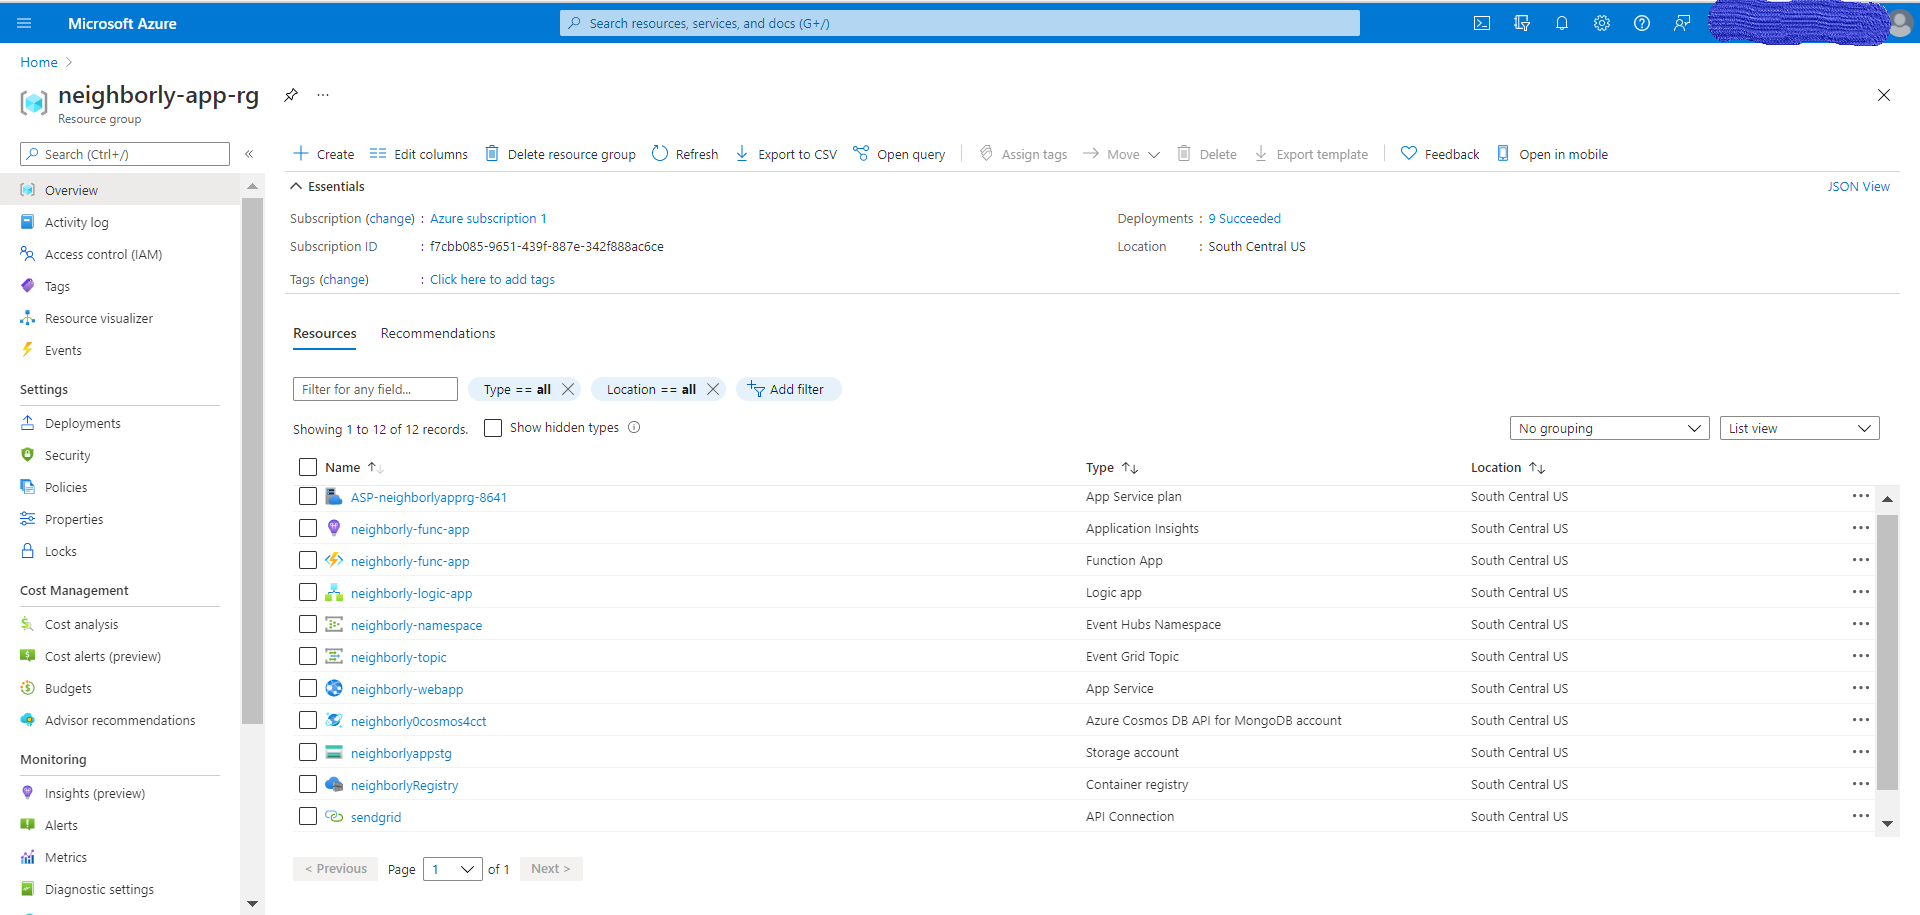 Microsoft Azure
Search resources, services, and docs (G+/)
Home
neighborly-app-rg
Resource group
Search (Ctrl+/)
Overview
Activity log
Access control (IAM)
Tags
Resource visualizer
Events
Settings
Deployments
Security
Policies
Properties
Locks
Cost Management
Cost analysis
Cost alerts (preview)
Budgets
Advisor recommendations
Monitoring
Insights (preview)
Alerts
Metrics
Diagnostic settings
Create Edit columns Delete resource group Refresh Export to CSV Open query Assign tags Move Delete Export template Feedback Open in mobile
Essentials JSON View
Subscription (change) : Azure subscription 1 Deployments : 9 Succeeded
Subscription ID : f7cbb085-9651-439f-887e-342f888ac6ce Location : South Central US
Tags (change) : Click here to add tags
Resources Recommendations
Filter for any field... Type == all Location == all Add filter
Showing 1 to 12 of 12 records. Show hidden types No grouping List view
Name Type Location
ASP-neighborlyapprg-8641 App Service plan South Central US
neighborly-func-app Application Insights South Central US
neighborly-func-app Function App South Central US
neighborly-logic-app Logic app South Central US
neighborly-namespace Event Hubs Namespace South Central US
neighborly-topic Event Grid Topic South Central US
neighborly-webapp App Service South Central US
neighborly0cosmos4cct Azure Cosmos DB API for MongoDB account South Central US
neighborlyappstg Storage account South Central US
neighborlyRegistry Container registry South Central US
sendgrid API Connection South Central US
< Previous Page 1 of 1 Next >